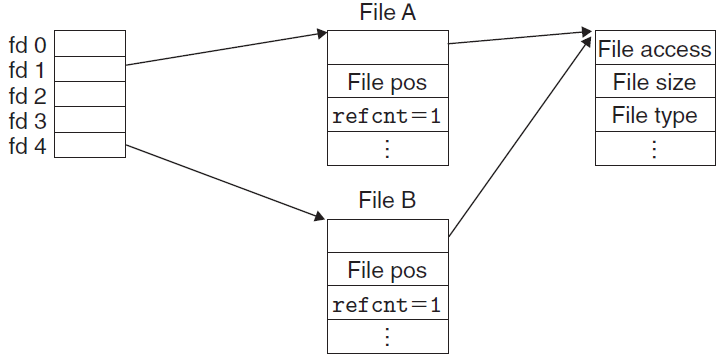 File A
fd 0
fd 1
fd 2
fd 3
fd 4
File pos
refcnt=1
⋮
File B
File pos
refcnt=1
⋮
File access
File size
File type
⋮